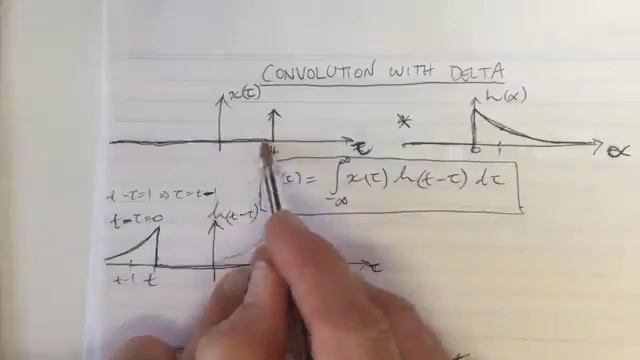 CONVOLUTION WITH DELTA
x(τ) h(α)
* τ 0 1 α
(t) = ∫ x(τ) h(t-τ) dτ
∞
-∞
t-τ=1 ⇒ τ=t-1
t-τ=0 h(t-τ)
t-1 t τ